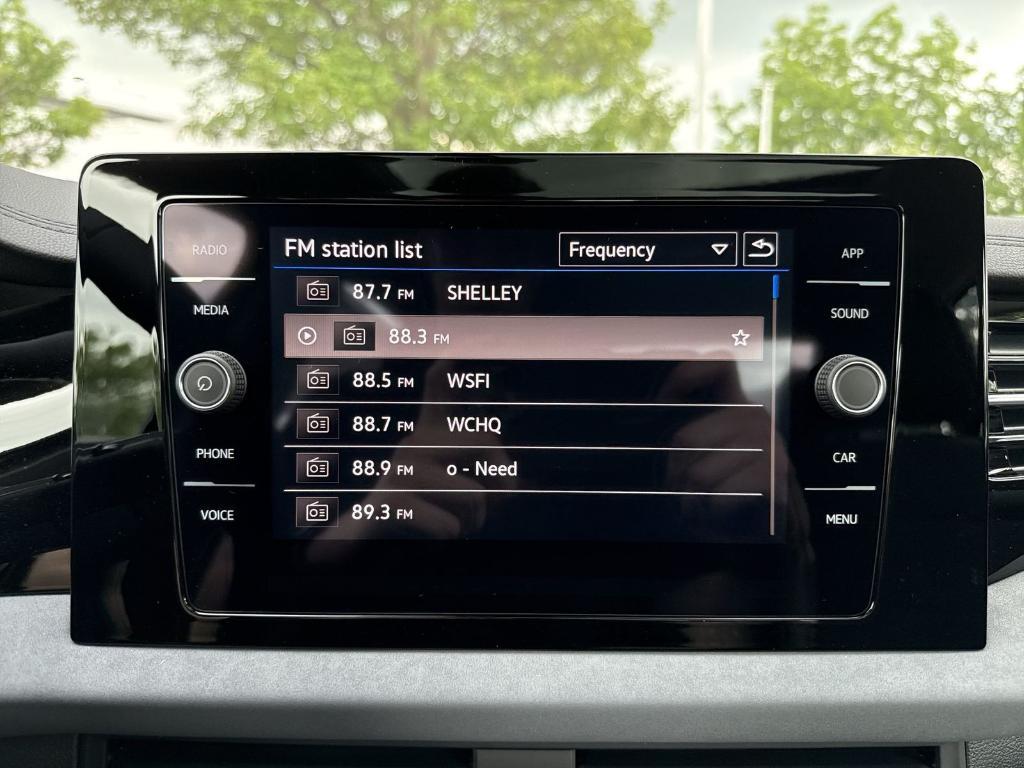 RADIO
MEDIA
PHONE
VOICE
FM station list
Frequency
87.7 FM SHELLEY
88.3 FM
88.5 FM WSFI
88.7 FM WCHQ
88.9 FM o - Need
89.3 FM
APP
SOUND
CAR
MENU